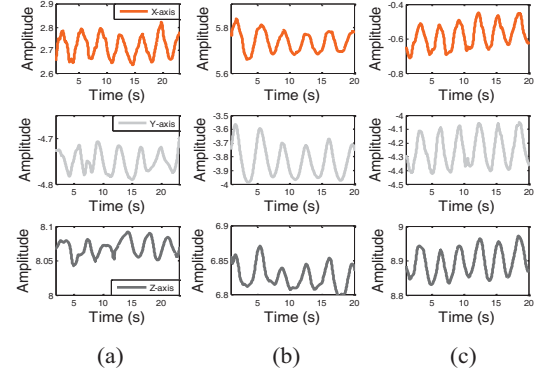 Amplitude
2.9
2.8
2.7
2.6
X-axis
5 10 15 20
Time (s)
Amplitude
6
5.8
5.6
5 10 15 20
Time (s)
Amplitude
-0.4
-0.6
-0.8
5 10 15 20
Time (s)
Amplitude
-4.7
-4.8
Y-axis
5 10 15 20
Time (s)
Amplitude
-3.5
-3.6
-3.7
-3.8
-3.9
-4
5 10 15 20
Time (s)
Amplitude
-4
-4.1
-4.2
-4.3
-4.4
-4.5
5 10 15 20
Time (s)
Amplitude
8.1
8.05
8
Z-axis
5 10 15 20
Time (s)
Amplitude
6.9
6.85
6.8
5 10 15 20
Time (s)
Amplitude
9
8.9
8.8
5 10 15 20
Time (s)
(a)
(b)
(c)